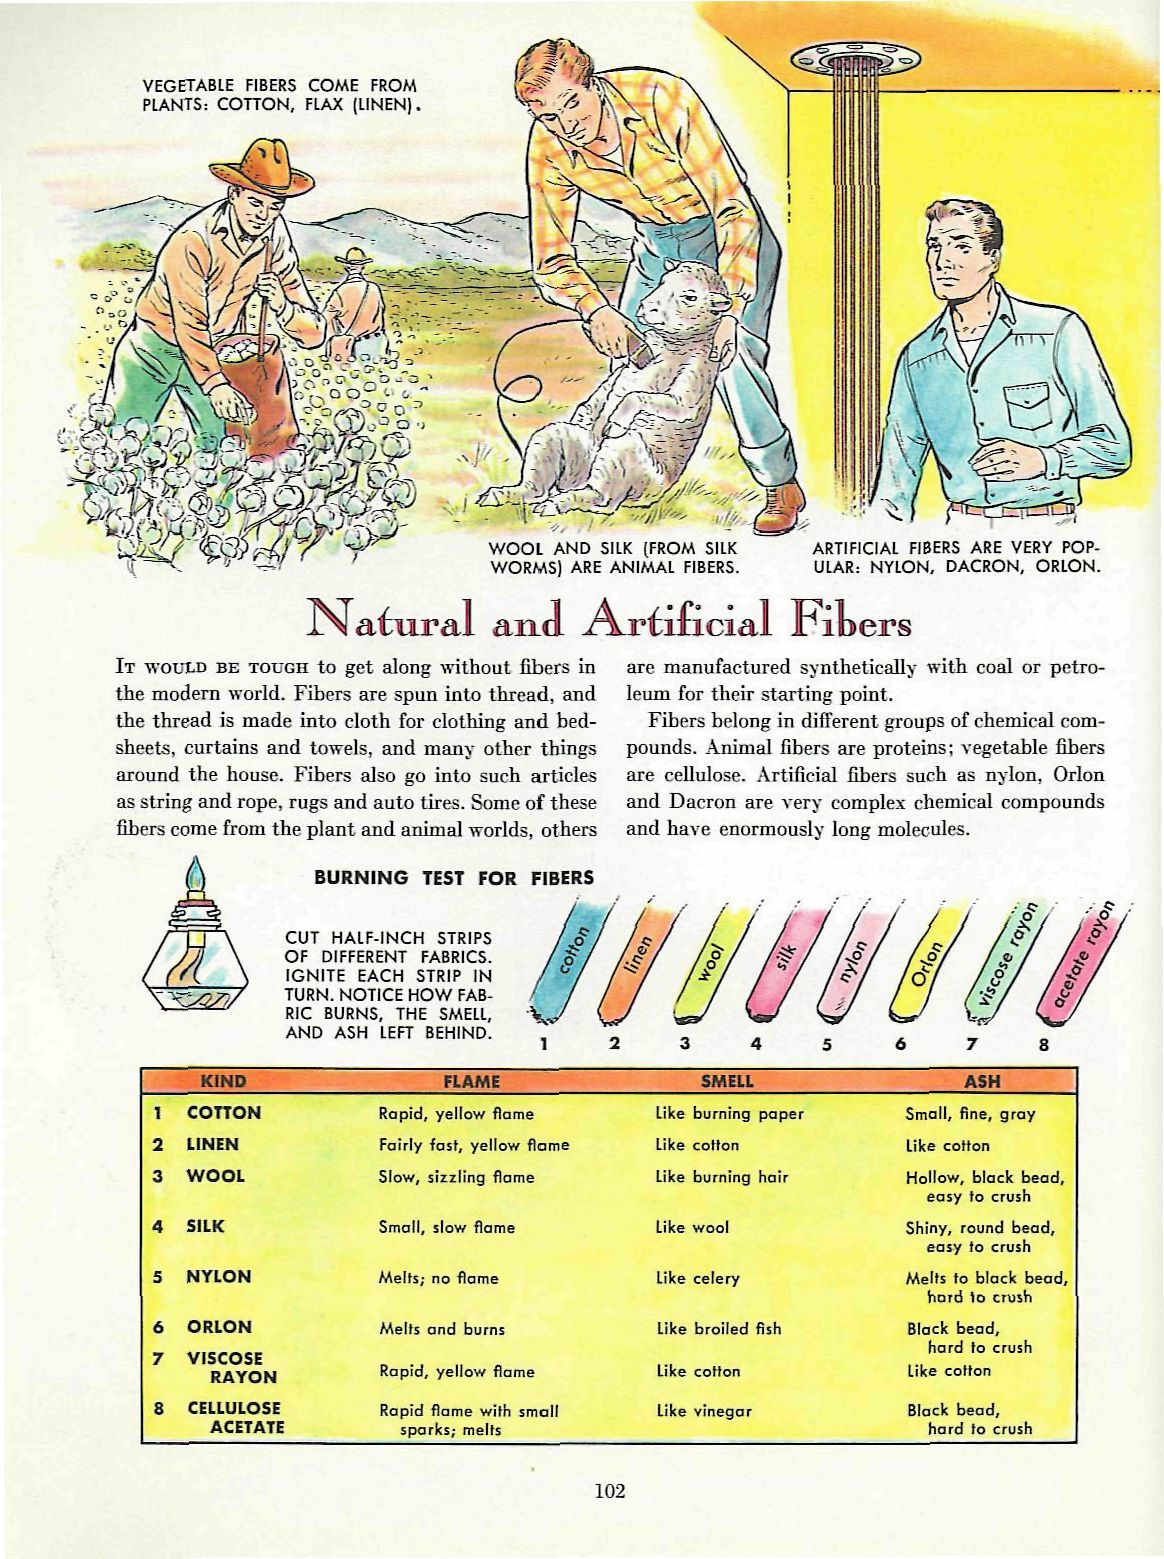 VEGETABLE FIBERS COME FROM
PLANTS: COTTON, FLAX (LINEN).
WOOL AND SILK (FROM SILK
WORMS) ARE ANIMAL FIBERS.
ARTIFICIAL FIBERS ARE VERY POP-
ULAR: NYLON, DACRON, ORLON.
Natural and Artificial Fibers
IT WOULD BE TOUGH to get along without fibers in
the modern world. Fibers are spun into thread, and
the thread is made into cloth for clothing and bed-
sheets, curtains and towels, and many other things
around the house. Fibers also go into such articles
as string and rope, rugs and auto tires. Some of these
fibers come from the plant and animal worlds, others
are manufactured synthetically with coal or petro-
leum for their starting point.
Fibers belong in different groups of chemical com-
pounds. Animal fibers are proteins; vegetable fibers
are cellulose. Artificial fibers such as nylon, Orlon
and Dacron are very complex chemical compounds
and have enormously long molecules.
BURNING TEST FOR FIBERS
CUT HALF-INCH STRIPS
OF DIFFERENT FABRICS.
IGNITE EACH STRIP IN
TURN. NOTICE HOW FAB-
RIC BURNS, THE SMELL,
AND ASH LEFT BEHIND.
cotton
linen
wool
silk
nylon
Orlon
viscose rayon
acetate rayon
1 2 3 4 5 6 7 8
KIND FLAME SMELL ASH
1 COTTON Rapid, yellow flame Like burning paper Small, fine, gray
2 LINEN Fairly fast, yellow flame Like cotton Like cotton
3 WOOL Slow, sizzling flame Like burning hair Hollow, black bead,
easy to crush
4 SILK Small, slow flame Like wool Shiny, round bead,
easy to crush
5 NYLON Melts; no flame Like celery Melts to black bead,
hard to crush
6 ORLON Melts and burns Like broiled fish Black bead,
hard to crush
7 VISCOSE
RAYON Rapid, yellow flame Like cotton Like cotton
8 CELLULOSE Rapid flame with small Like vinegar Black bead,
ACETATE sparks; melts hard to crush
102